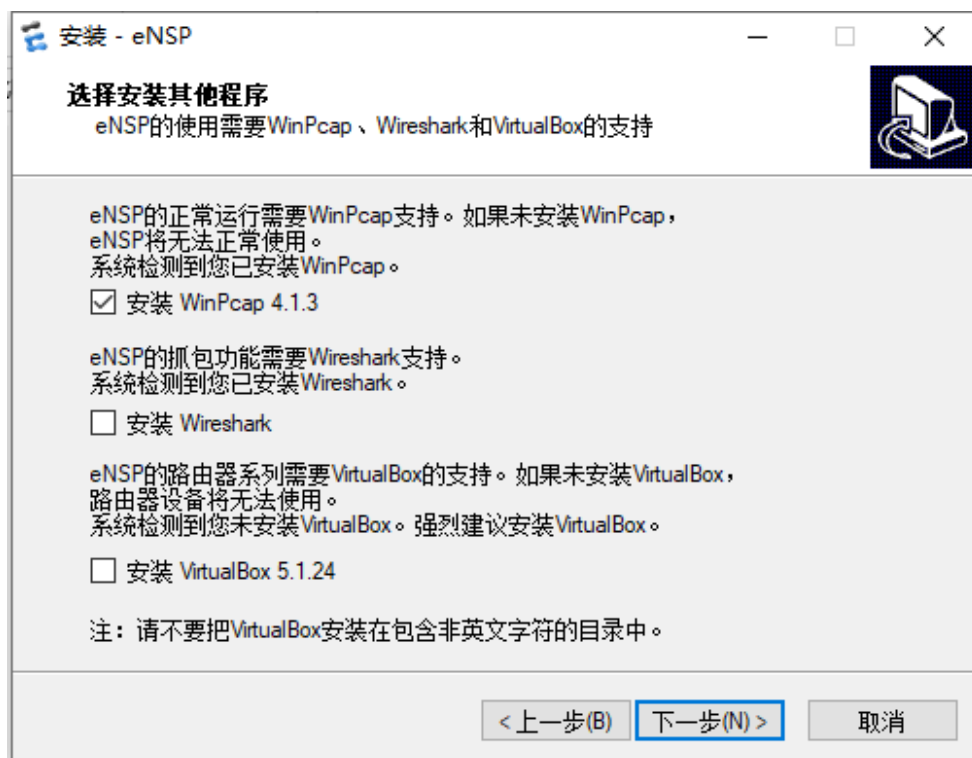 安装 - eNSP
选择安装其他程序
eNSP的使用需要WinPcap、Wireshark和VirtualBox的支持
eNSP的正常运行需要WinPcap支持。如果未安装WinPcap，
eNSP将无法正常使用。
系统检测到您已安装WinPcap。
安装 WinPcap 4.1.3
eNSP的抓包功能需要Wireshark支持。
系统检测到您已安装Wireshark。
安装 Wireshark
eNSP的路由器系列需要VirtualBox的支持。如果未安装VirtualBox，
路由器设备将无法使用。
系统检测到您未安装VirtualBox。强烈建议安装VirtualBox。
安装 VirtualBox 5.1.24
注：请不要把VirtualBox安装在包含非英文字符的目录中。
<上一步(B) 下一步(N)> 取消